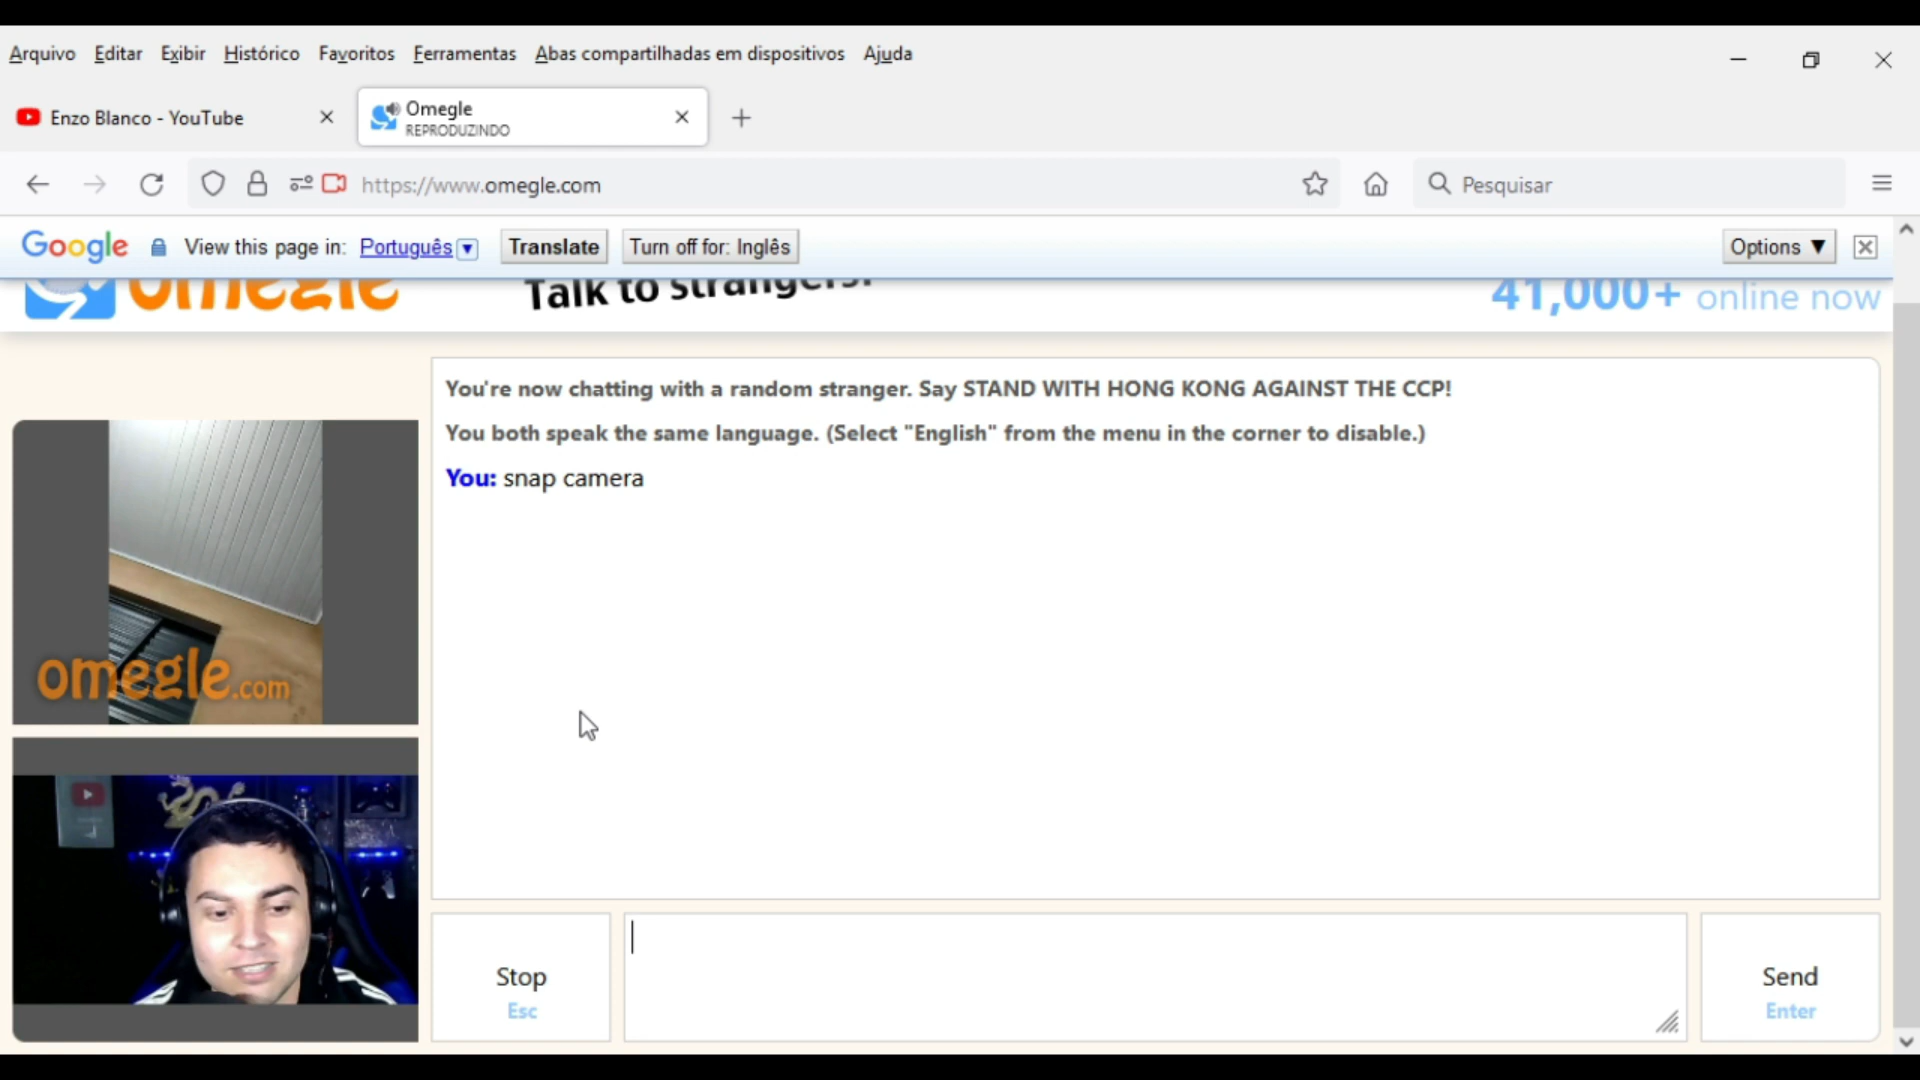 Arquivo Editar Exibir Histórico Favoritos Ferramentas Abas compartilhadas em dispositivos Ajuda
Enzo Blanco - YouTube
Omegle
REPRODUZINDO
https://www.omegle.com
Pesquisar
Google View this page in: Português Translate Turn off for: Inglês Options ▼
omegle Talk to strangers! 41,000+ online now
You're now chatting with a random stranger. Say STAND WITH HONG KONG AGAINST THE CCP!
You both speak the same language. (Select "English" from the menu in the corner to disable.)
You: snap camera
omegle.com
Stop
Esc
Send
Enter